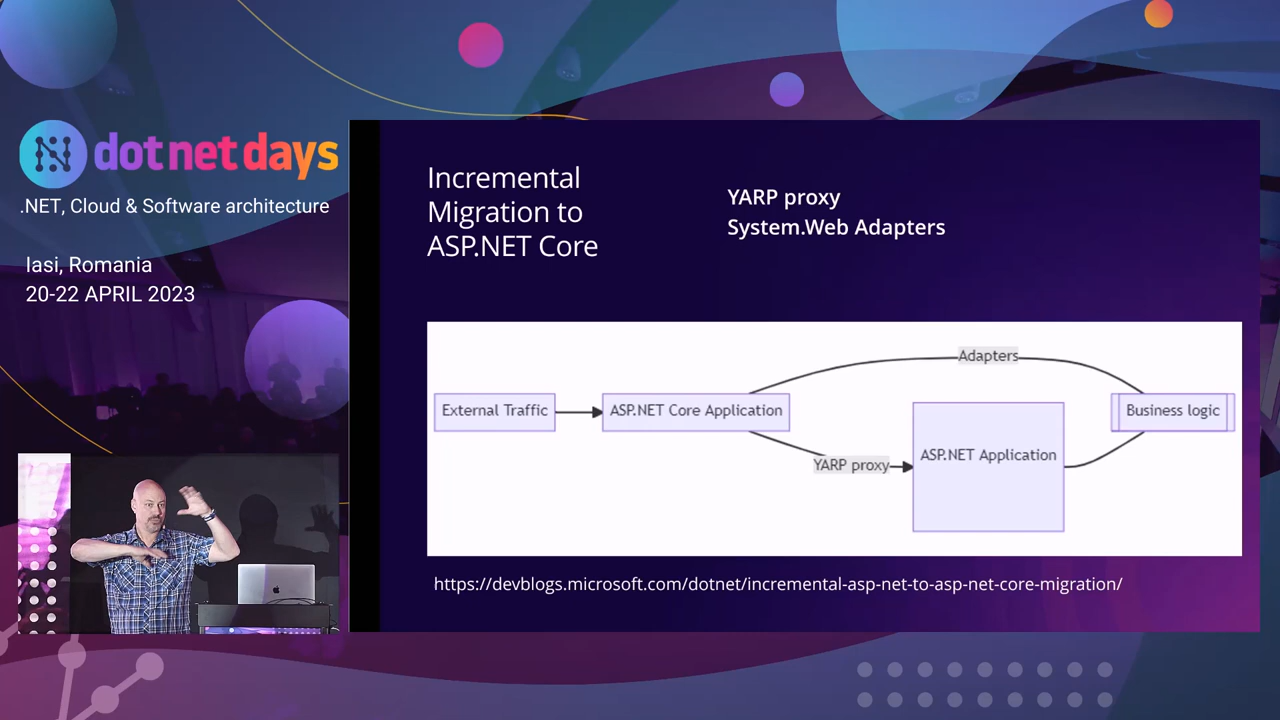 dotnetdays
.NET, Cloud & Software architecture
Iasi, Romania
20-22 APRIL 2023
Incremental
Migration to
ASP.NET Core
YARP proxy
System.Web Adapters
Adapters
External Traffic
ASP.NET Core Application
Business logic
YARP proxy
ASP.NET Application
https://devblogs.microsoft.com/dotnet/incremental-asp-net-to-asp-net-core-migration/